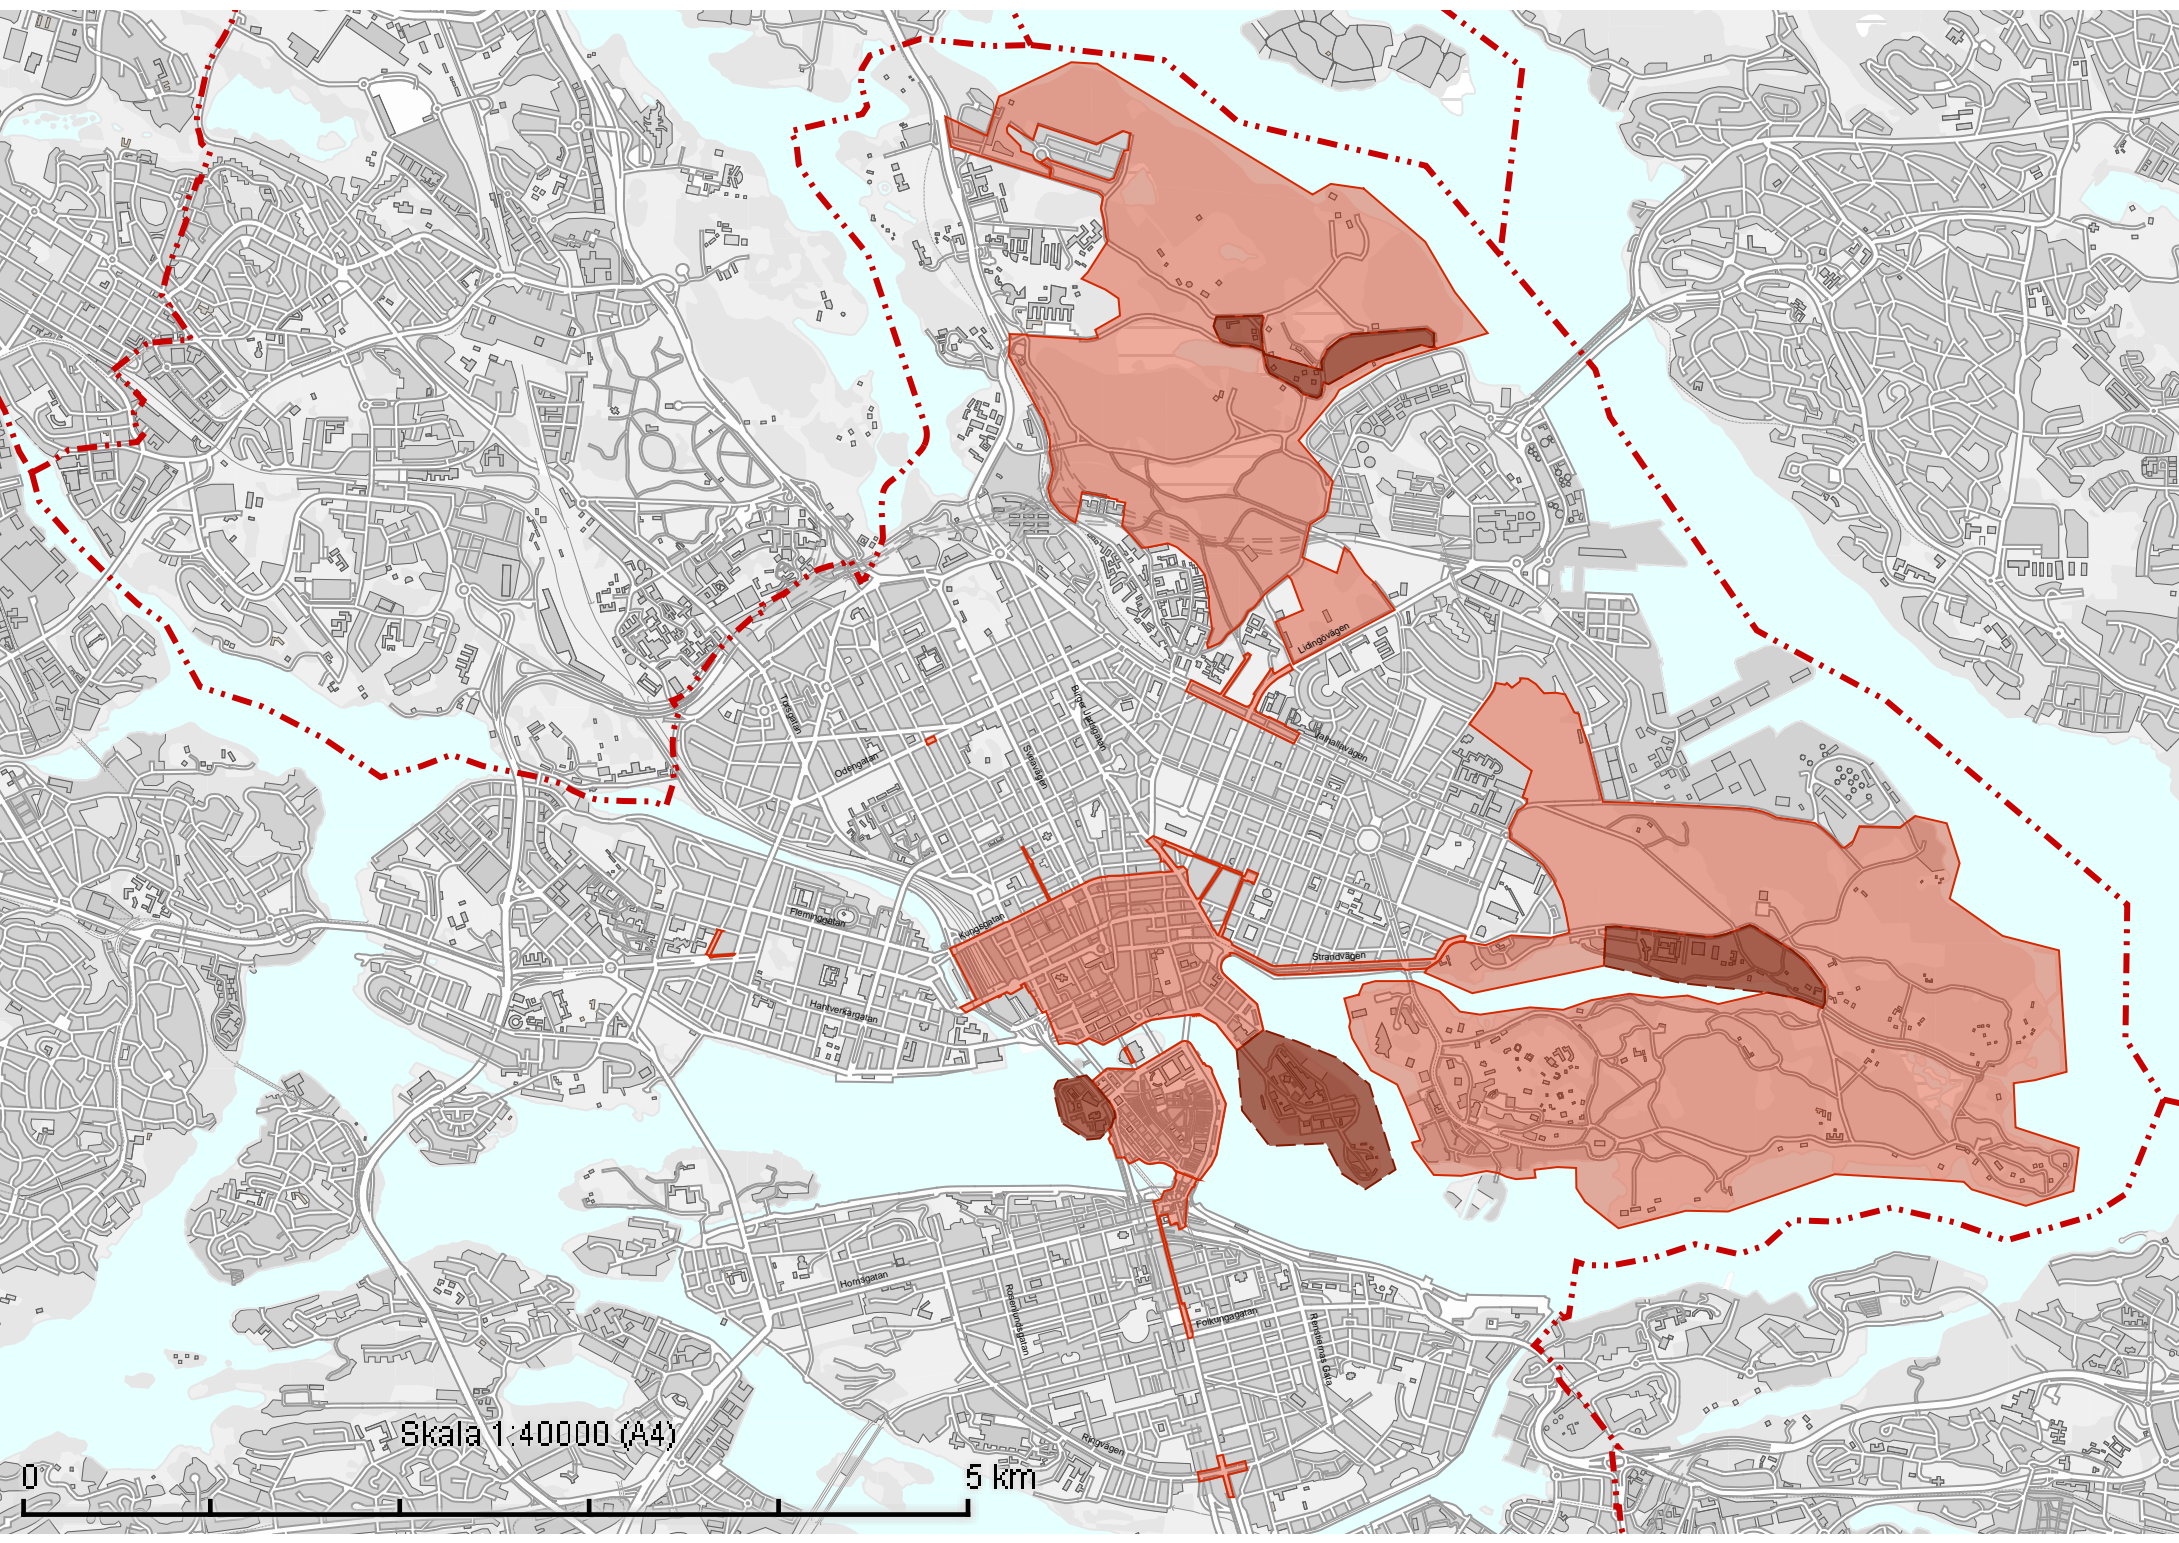 Lidingövägen
Birger Jarlsgatan
Torsgatan
Valhallavägen
Sveavägen
Odengatan
Fleminggatan
Kungsgatan
Strandvägen
Hantverkargatan
Hornsgatan
Rosenlundsgatan
Folkungagatan
Renstiernas Gata
Ringvägen
Skala 1:40000 (A4)
0
5 km